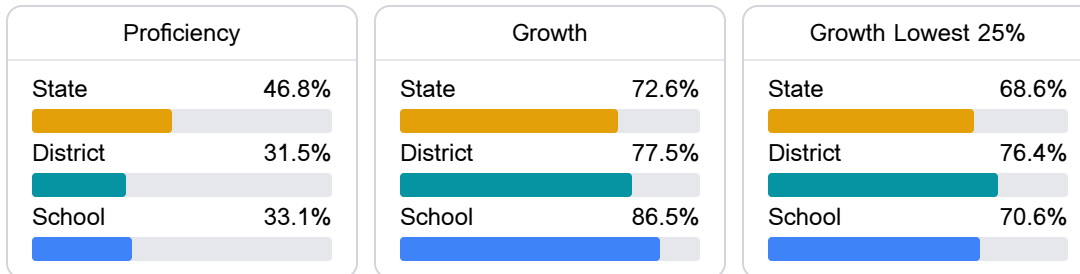 Proficiency
State 46.8%
District 31.5%
School 33.1%
Growth
State 72.6%
District 77.5%
School 86.5%
Growth Lowest 25%
State 68.6%
District 76.4%
School 70.6%